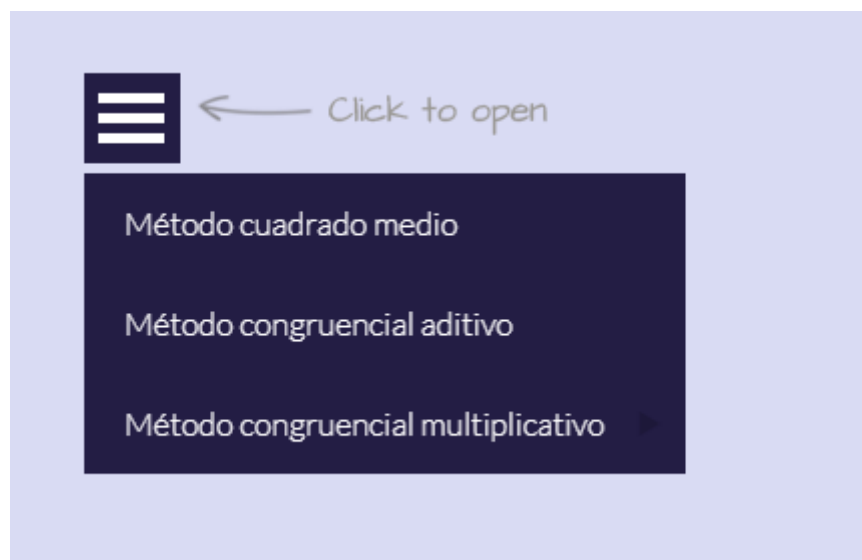 Click to open
Método cuadrado medio
Método congruencial aditivo
Método congruencial multiplicativo